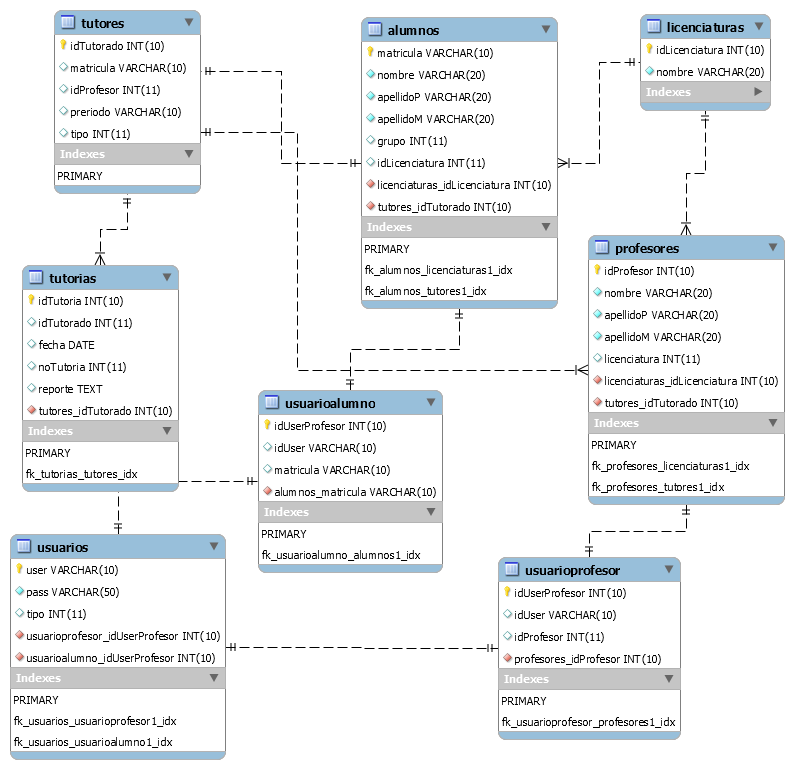 tutores
idTutorado INT(10)
matricula VARCHAR(10)
idProfesor INT(11)
preriodo VARCHAR(10)
tipo INT(11)
Indexes
PRIMARY
alumnos
matricula VARCHAR(10)
nombre VARCHAR(20)
apellidoP VARCHAR(20)
apellidoM VARCHAR(20)
grupo INT(11)
idLicenciatura INT(11)
licenciaturas_idLicenciatura INT(10)
tutores_idTutorado INT(10)
Indexes
PRIMARY
fk_alumnos_licenciaturas1_idx
fk_alumnos_tutores1_idx
licenciaturas
idLicenciatura INT(10)
nombre VARCHAR(20)
Indexes
tutorias
idTutoria INT(10)
idTutorado INT(11)
fecha DATE
noTutoria INT(11)
reporte TEXT
tutores_idTutorado INT(10)
Indexes
PRIMARY
fk_tutorias_tutores_idx
profesores
idProfesor INT(10)
nombre VARCHAR(20)
apellidoP VARCHAR(20)
apellidoM VARCHAR(20)
licenciatura INT(11)
licenciaturas_idLicenciatura INT(10)
tutores_idTutorado INT(10)
Indexes
PRIMARY
fk_profesores_licenciaturas1_idx
fk_profesores_tutores1_idx
usuarioalumno
idUserProfesor INT(10)
idUser VARCHAR(10)
matricula VARCHAR(10)
alumnos_matricula VARCHAR(10)
Indexes
PRIMARY
fk_usuarioalumno_alumnos1_idx
usuarios
user VARCHAR(10)
pass VARCHAR(50)
tipo INT(11)
usuarioprofesor_idUserProfesor INT(10)
usuarioalumno_idUserProfesor INT(10)
Indexes
PRIMARY
fk_usuarios_usuarioprofesor1_idx
fk_usuarios_usuarioalumno1_idx
usuarioprofesor
idUserProfesor INT(10)
idUser VARCHAR(10)
idProfesor INT(11)
profesores_idProfesor INT(10)
Indexes
PRIMARY
fk_usuarioprofesor_profesores1_idx